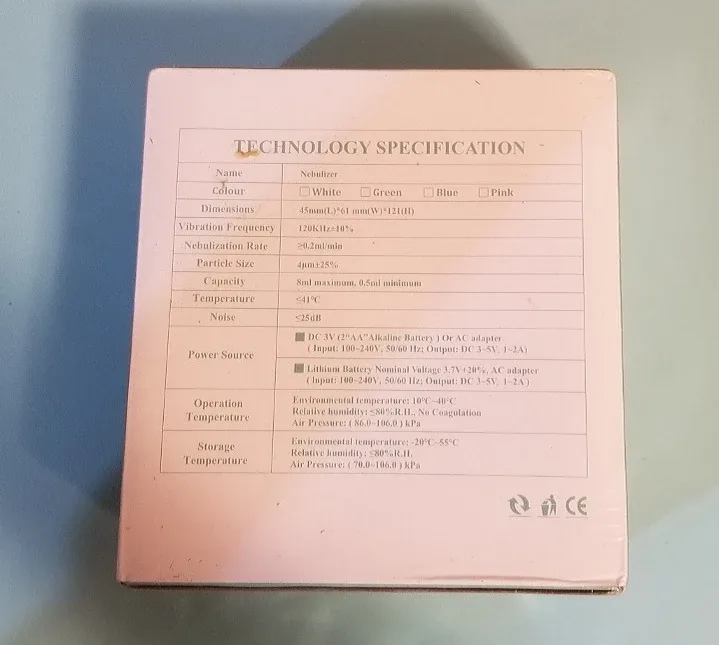 TECHNOLOGY SPECIFICATION
Name Nebulizer
Colour □White □Green □Blue □Pink
Dimensions 45mm(L)*61 mm(W)*121(H)
Vibration Frequency 120KHz±10%
Nebulization Rate ≥0.2ml/min
Particle Size 4μm±25%
Capacity 8ml maximum, 0.5ml minimum
Temperature ≤41°C
Noise ≤25dB
Power Source
■ DC 3V (2"AA"Alkaline Battery ) Or AC adapter
( Input: 100~240V, 50/60 Hz; Output: DC 3~5V, 1~2A)
■ Lithium Battery Nominal Voltage 3.7V±20%, AC adapter
( Input: 100~240V, 50/60 Hz; Output: DC 3~5V, 1~2A )
Operation
Temperature
Environmental temperature: 10°C~40°C
Relative humidity: ≤80%R.H., No Coagulation
Air Pressure: ( 86.0~106.0 ) kPa
Storage
Temperature
Environmental temperature: -20°C~55°C
Relative humidity: ≤80%R.H.
Air Pressure: ( 70.0~106.0 ) kPa
CE